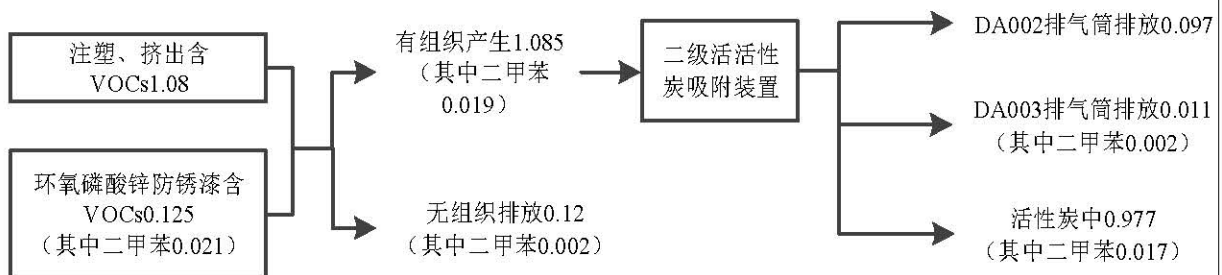 注塑、挤出含
VOCs1.08
环氧磷酸锌防锈漆含
VOCs0.125
（其中二甲苯0.021）
有组织产生1.085
（其中二甲苯
0.019）
无组织排放0.12
（其中二甲苯0.002）
二级活活性
炭吸附装置
DA002排气筒排放0.097
DA003排气筒排放0.011
（其中二甲苯0.002）
活性炭中0.977
（其中二甲苯0.017）